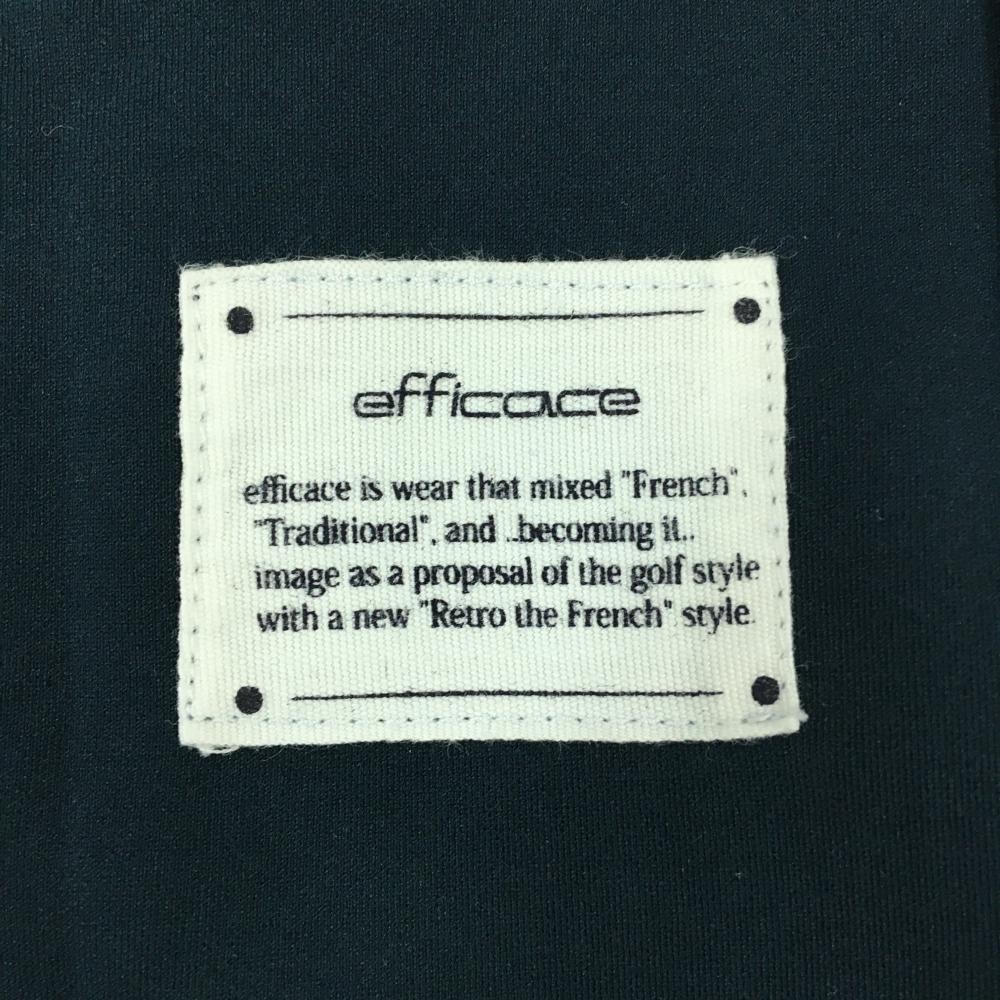 efficace
efficace is wear that mixed "French",
"Traditional", and ..becoming it..
image as a proposal of the golf style
with a new "Retro the French" style.